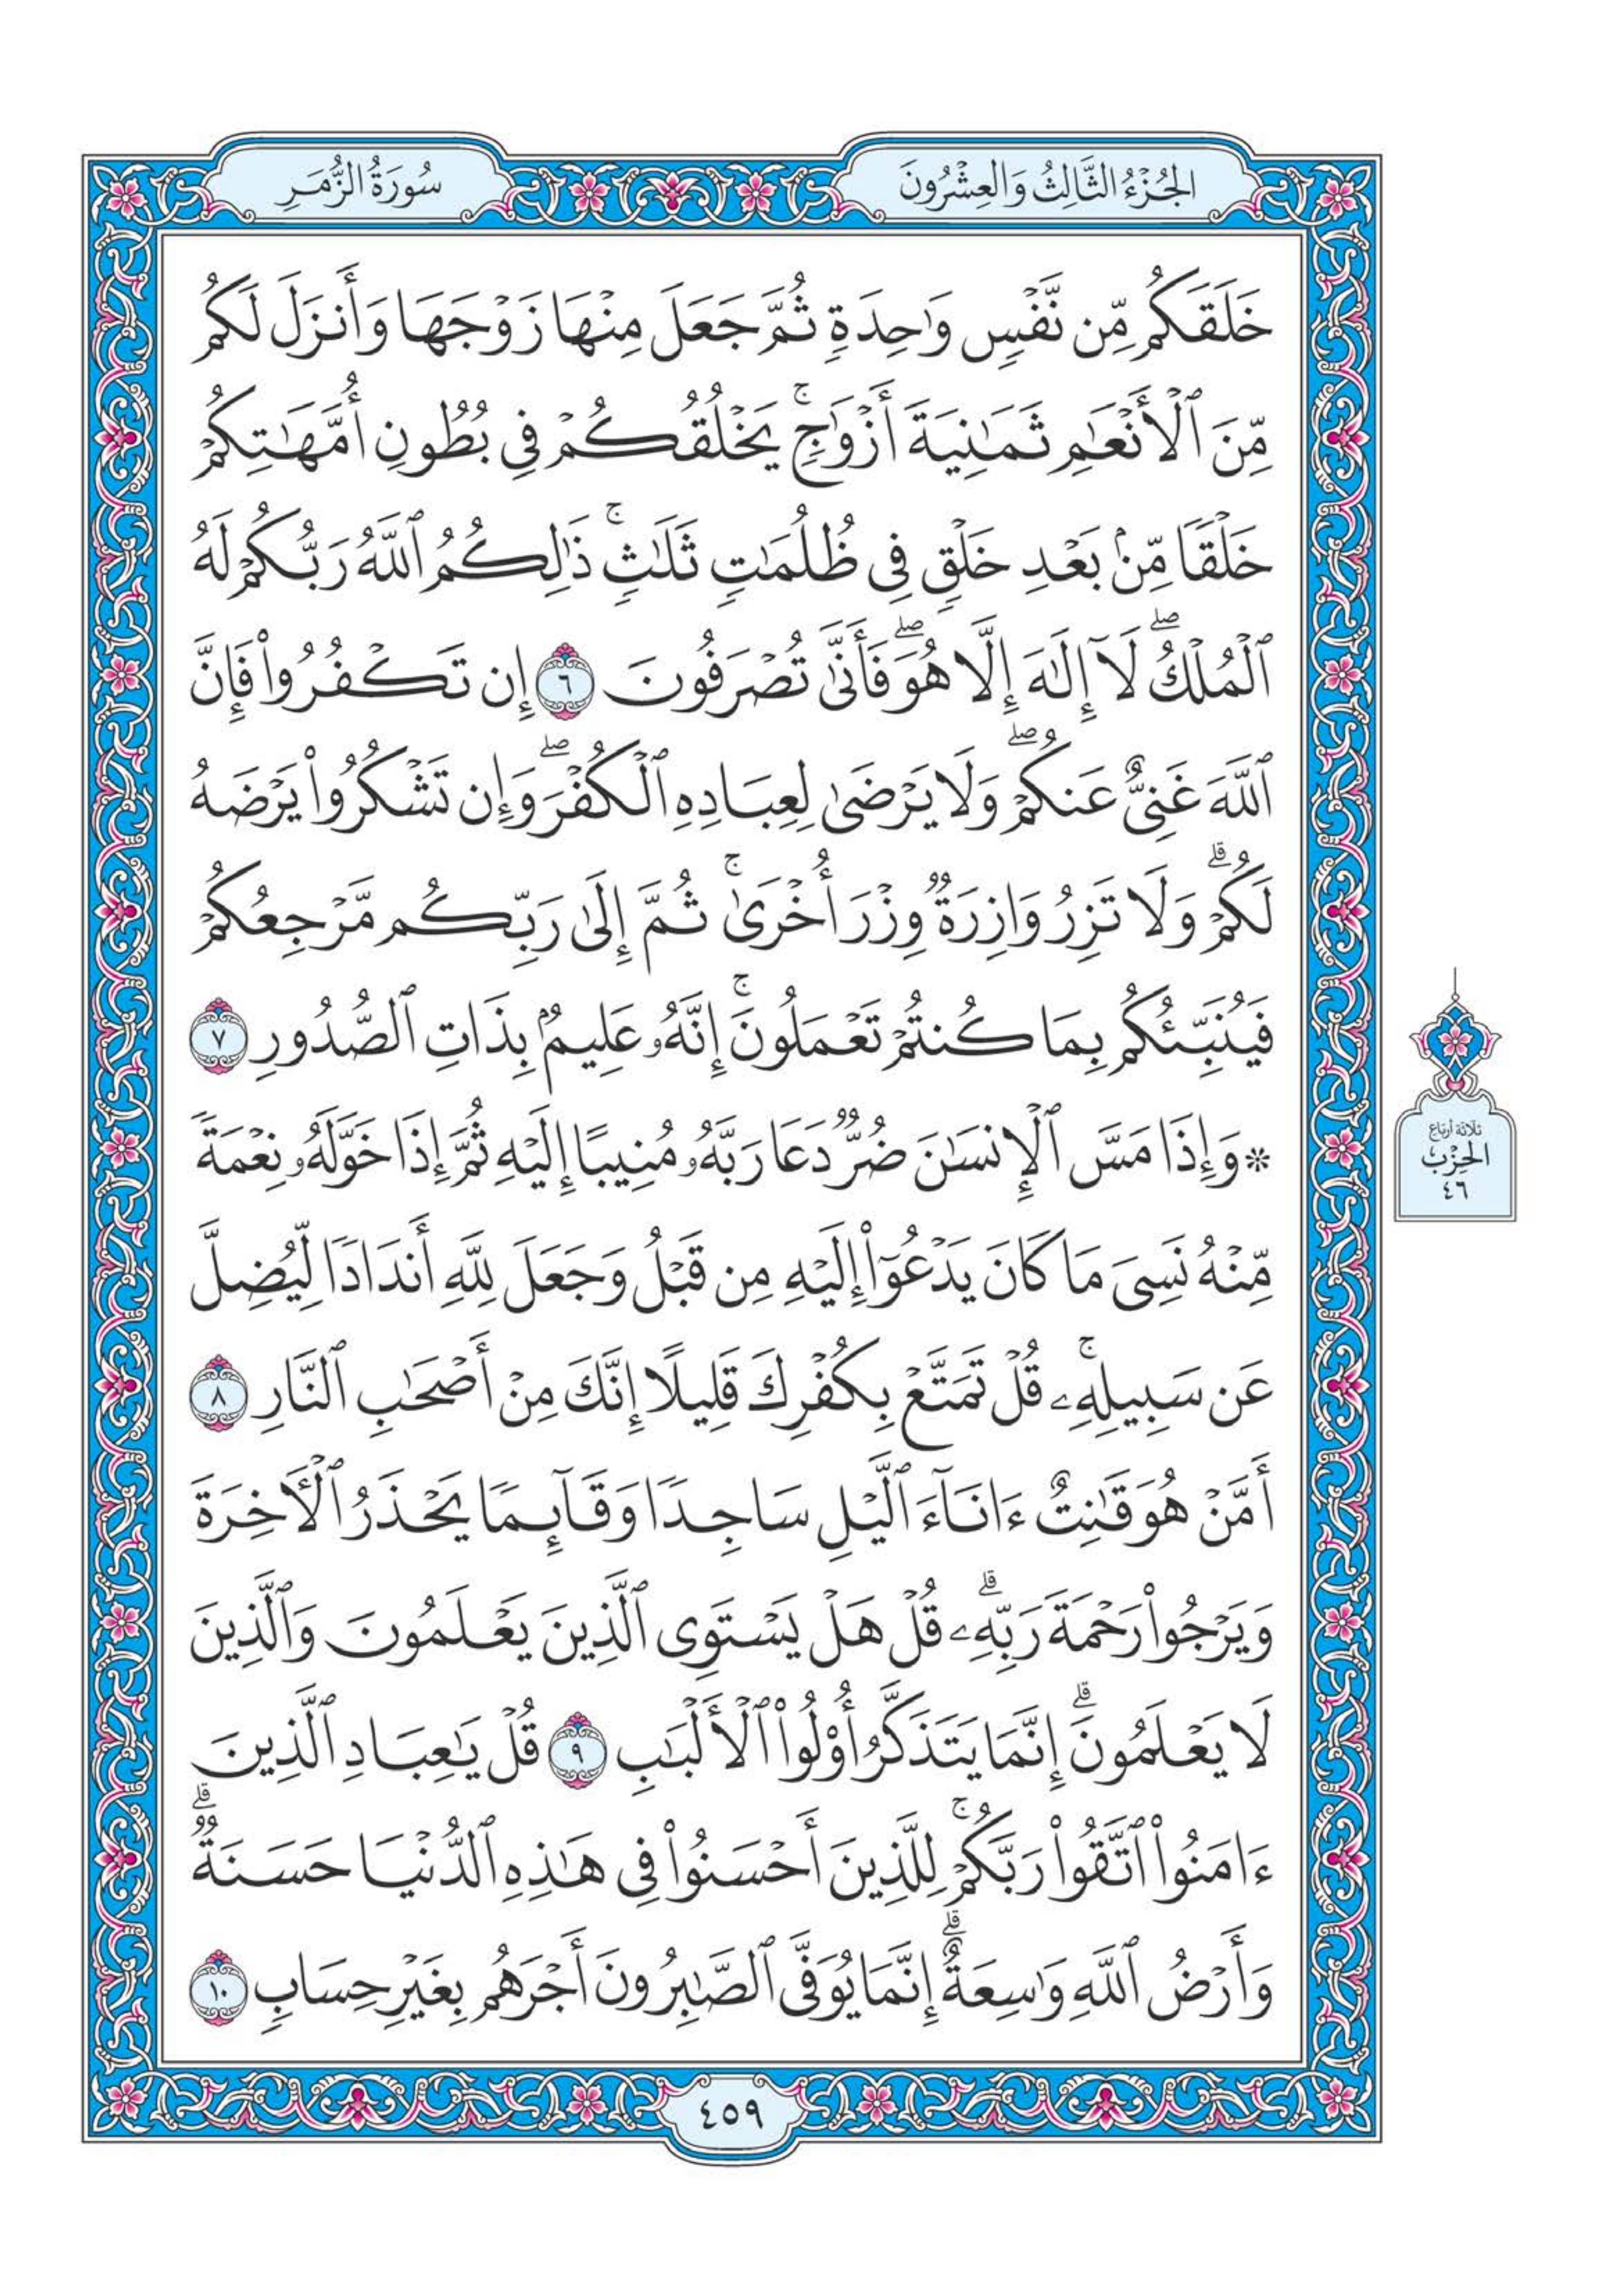 الجُزْءُ الثَّالِثُ وَالعِشْرُونَ
سُورَةُ الزُّمَرِ
خَلَقَكُم مِّن نَّفْسٍ وَٰحِدَةٍ ثُمَّ جَعَلَ مِنْهَا زَوْجَهَا وَأَنزَلَ لَكُم
مِّنَ ٱلْأَنْعَٰمِ ثَمَٰنِيَةَ أَزْوَٰجٍۚ يَخْلُقُكُمْ فِي بُطُونِ أُمَّهَٰتِكُمْ
خَلْقًا مِّنۢ بَعْدِ خَلْقٍ فِي ظُلُمَٰتٍ ثَلَٰثٍۚ ذَٰلِكُمُ ٱللَّهُ رَبُّكُمْ لَهُ
ٱلْمُلْكُۖ لَآ إِلَٰهَ إِلَّا هُوَۖ فَأَنَّىٰ تُصْرَفُونَ ٦ إِن تَكْفُرُوا۟ فَإِنَّ
ٱللَّهَ غَنِيٌّ عَنكُمْۖ وَلَا يَرْضَىٰ لِعِبَادِهِ ٱلْكُفْرَۖ وَإِن تَشْكُرُوا۟ يَرْضَهُ
لَكُمْۗ وَلَا تَزِرُ وَازِرَةٌ وِزْرَ أُخْرَىٰۚ ثُمَّ إِلَىٰ رَبِّكُم مَّرْجِعُكُمْ
فَيُنَبِّئُكُم بِمَا كُنتُمْ تَعْمَلُونَۚ إِنَّهُۥ عَلِيمٌۢ بِذَاتِ ٱلصُّدُورِ ٧
۞وَإِذَا مَسَّ ٱلْإِنسَٰنَ ضُرٌّ دَعَا رَبَّهُۥ مُنِيبًا إِلَيْهِ ثُمَّ إِذَا خَوَّلَهُۥ نِعْمَةً
مِّنْهُ نَسِيَ مَا كَانَ يَدْعُوٓا۟ إِلَيْهِ مِن قَبْلُ وَجَعَلَ لِلَّهِ أَندَادًا لِّيُضِلَّ
عَن سَبِيلِهِۦۚ قُلْ تَمَتَّعْ بِكُفْرِكَ قَلِيلًا إِنَّكَ مِنْ أَصْحَٰبِ ٱلنَّارِ ٨
أَمَّنْ هُوَ قَٰنِتٌ ءَانَآءَ ٱلَّيْلِ سَاجِدًا وَقَآئِمًا يَحْذَرُ ٱلْءَاخِرَةَ
وَيَرْجُوا۟ رَحْمَةَ رَبِّهِۦۗ قُلْ هَلْ يَسْتَوِي ٱلَّذِينَ يَعْلَمُونَ وَٱلَّذِينَ
لَا يَعْلَمُونَۗ إِنَّمَا يَتَذَكَّرُ أُو۟لُوا۟ ٱلْأَلْبَٰبِ ٩ قُلْ يَٰعِبَادِ ٱلَّذِينَ
ءَامَنُوا۟ ٱتَّقُوا۟ رَبَّكُمْۚ لِلَّذِينَ أَحْسَنُوا۟ فِي هَٰذِهِ ٱلدُّنْيَا حَسَنَةٌۗ
وَأَرْضُ ٱللَّهِ وَٰسِعَةٌۗ إِنَّمَا يُوَفَّى ٱلصَّٰبِرُونَ أَجْرَهُم بِغَيْرِ حِسَابٍ ١٠
ثلاثة أرباع
الحِزْب
٤٦
٤٥٩